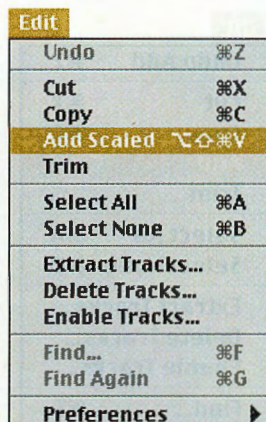 Edit
Undo ⌘Z
Cut ⌘X
Copy ⌘C
Add Scaled ⌥⇧⌘V
Trim
Select All ⌘A
Select None ⌘B
Extract Tracks...
Delete Tracks...
Enable Tracks...
Find... ⌘F
Find Again ⌘G
Preferences